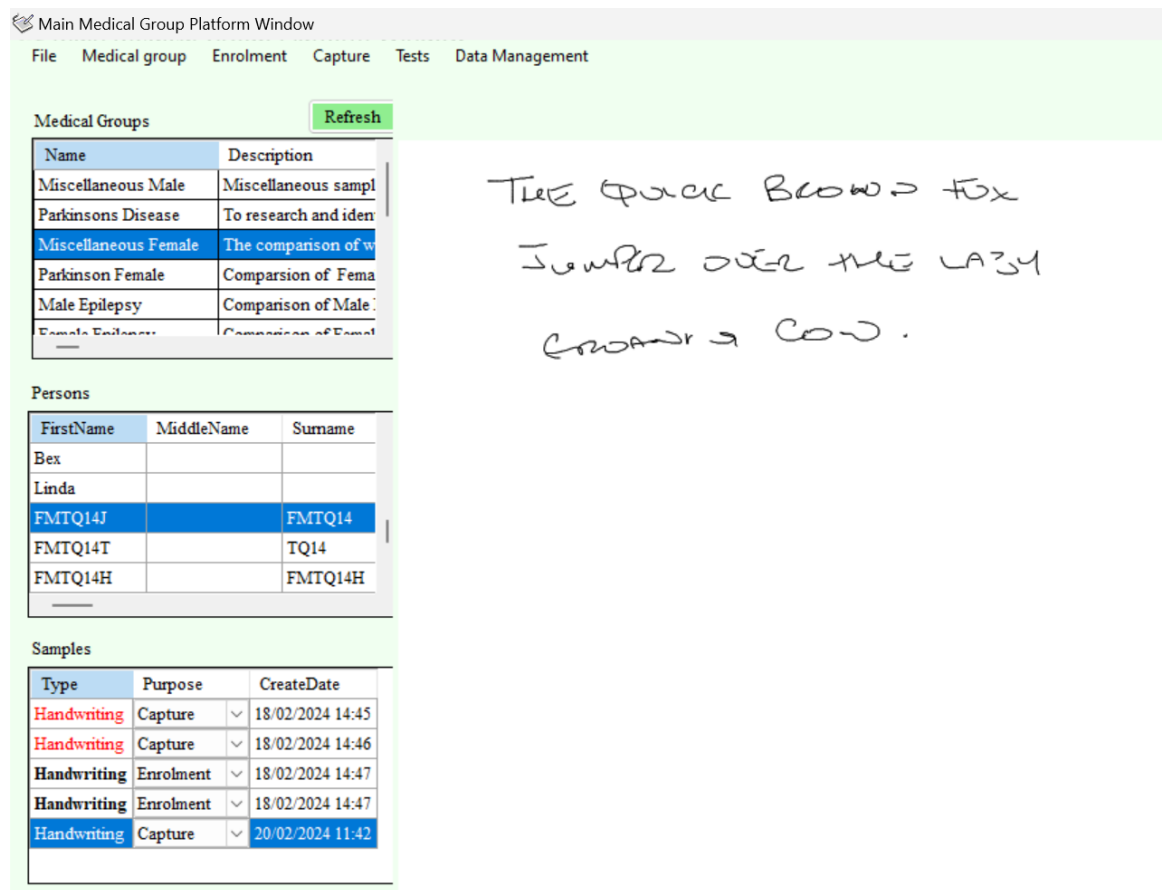 Main Medical Group Platform Window
File Medical group Enrolment Capture Tests Data Management
Medical Groups Refresh
Name Description
Miscellaneous Male Miscellaneous sampl
Parkinsons Disease To research and iden
Miscellaneous Female The comparison of w
Parkinson Female Comparsion of Fema
Male Epilepsy Comparison of Male
Female Epilepsy Comparison of Femal
THE QUICK BROWN FOX
JUMPED OVER THE LAZY
COW.
Persons
FirstName MiddleName Surname
Bex
Linda
FMTQ14J FMTQ14
FMTQ14T TQ14
FMTQ14H FMTQ14H
Samples
Type Purpose CreateDate
Handwriting Capture 18/02/2024 14:45
Handwriting Capture 18/02/2024 14:46
Handwriting Enrolment 18/02/2024 14:47
Handwriting Enrolment 18/02/2024 14:47
Handwriting Capture 20/02/2024 11:42